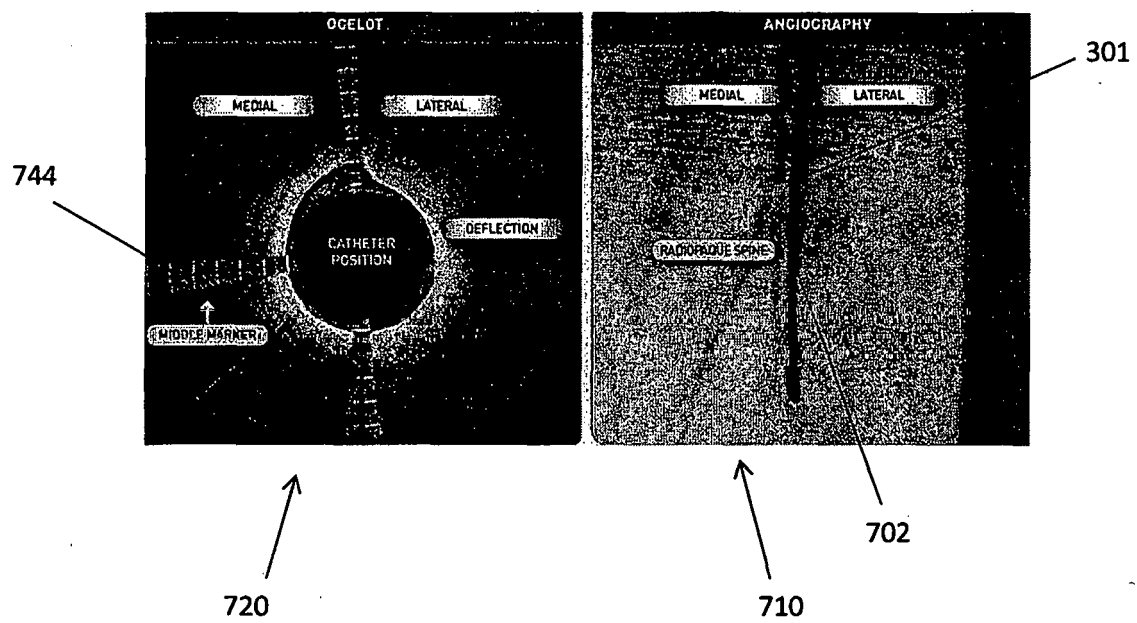 OCELOT
ANGIOGRAPHY
301
MEDIAL
LATERAL
MEDIAL
LATERAL
744
DEFLECTION
CATHETER
POSITION
RADIOPAQUE SPINE
MIDDLE MARKER
702
720
710